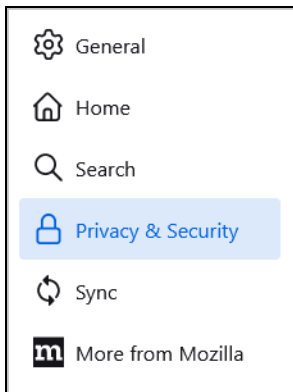 General
Home
Search
Privacy & Security
Sync
m More from Mozilla